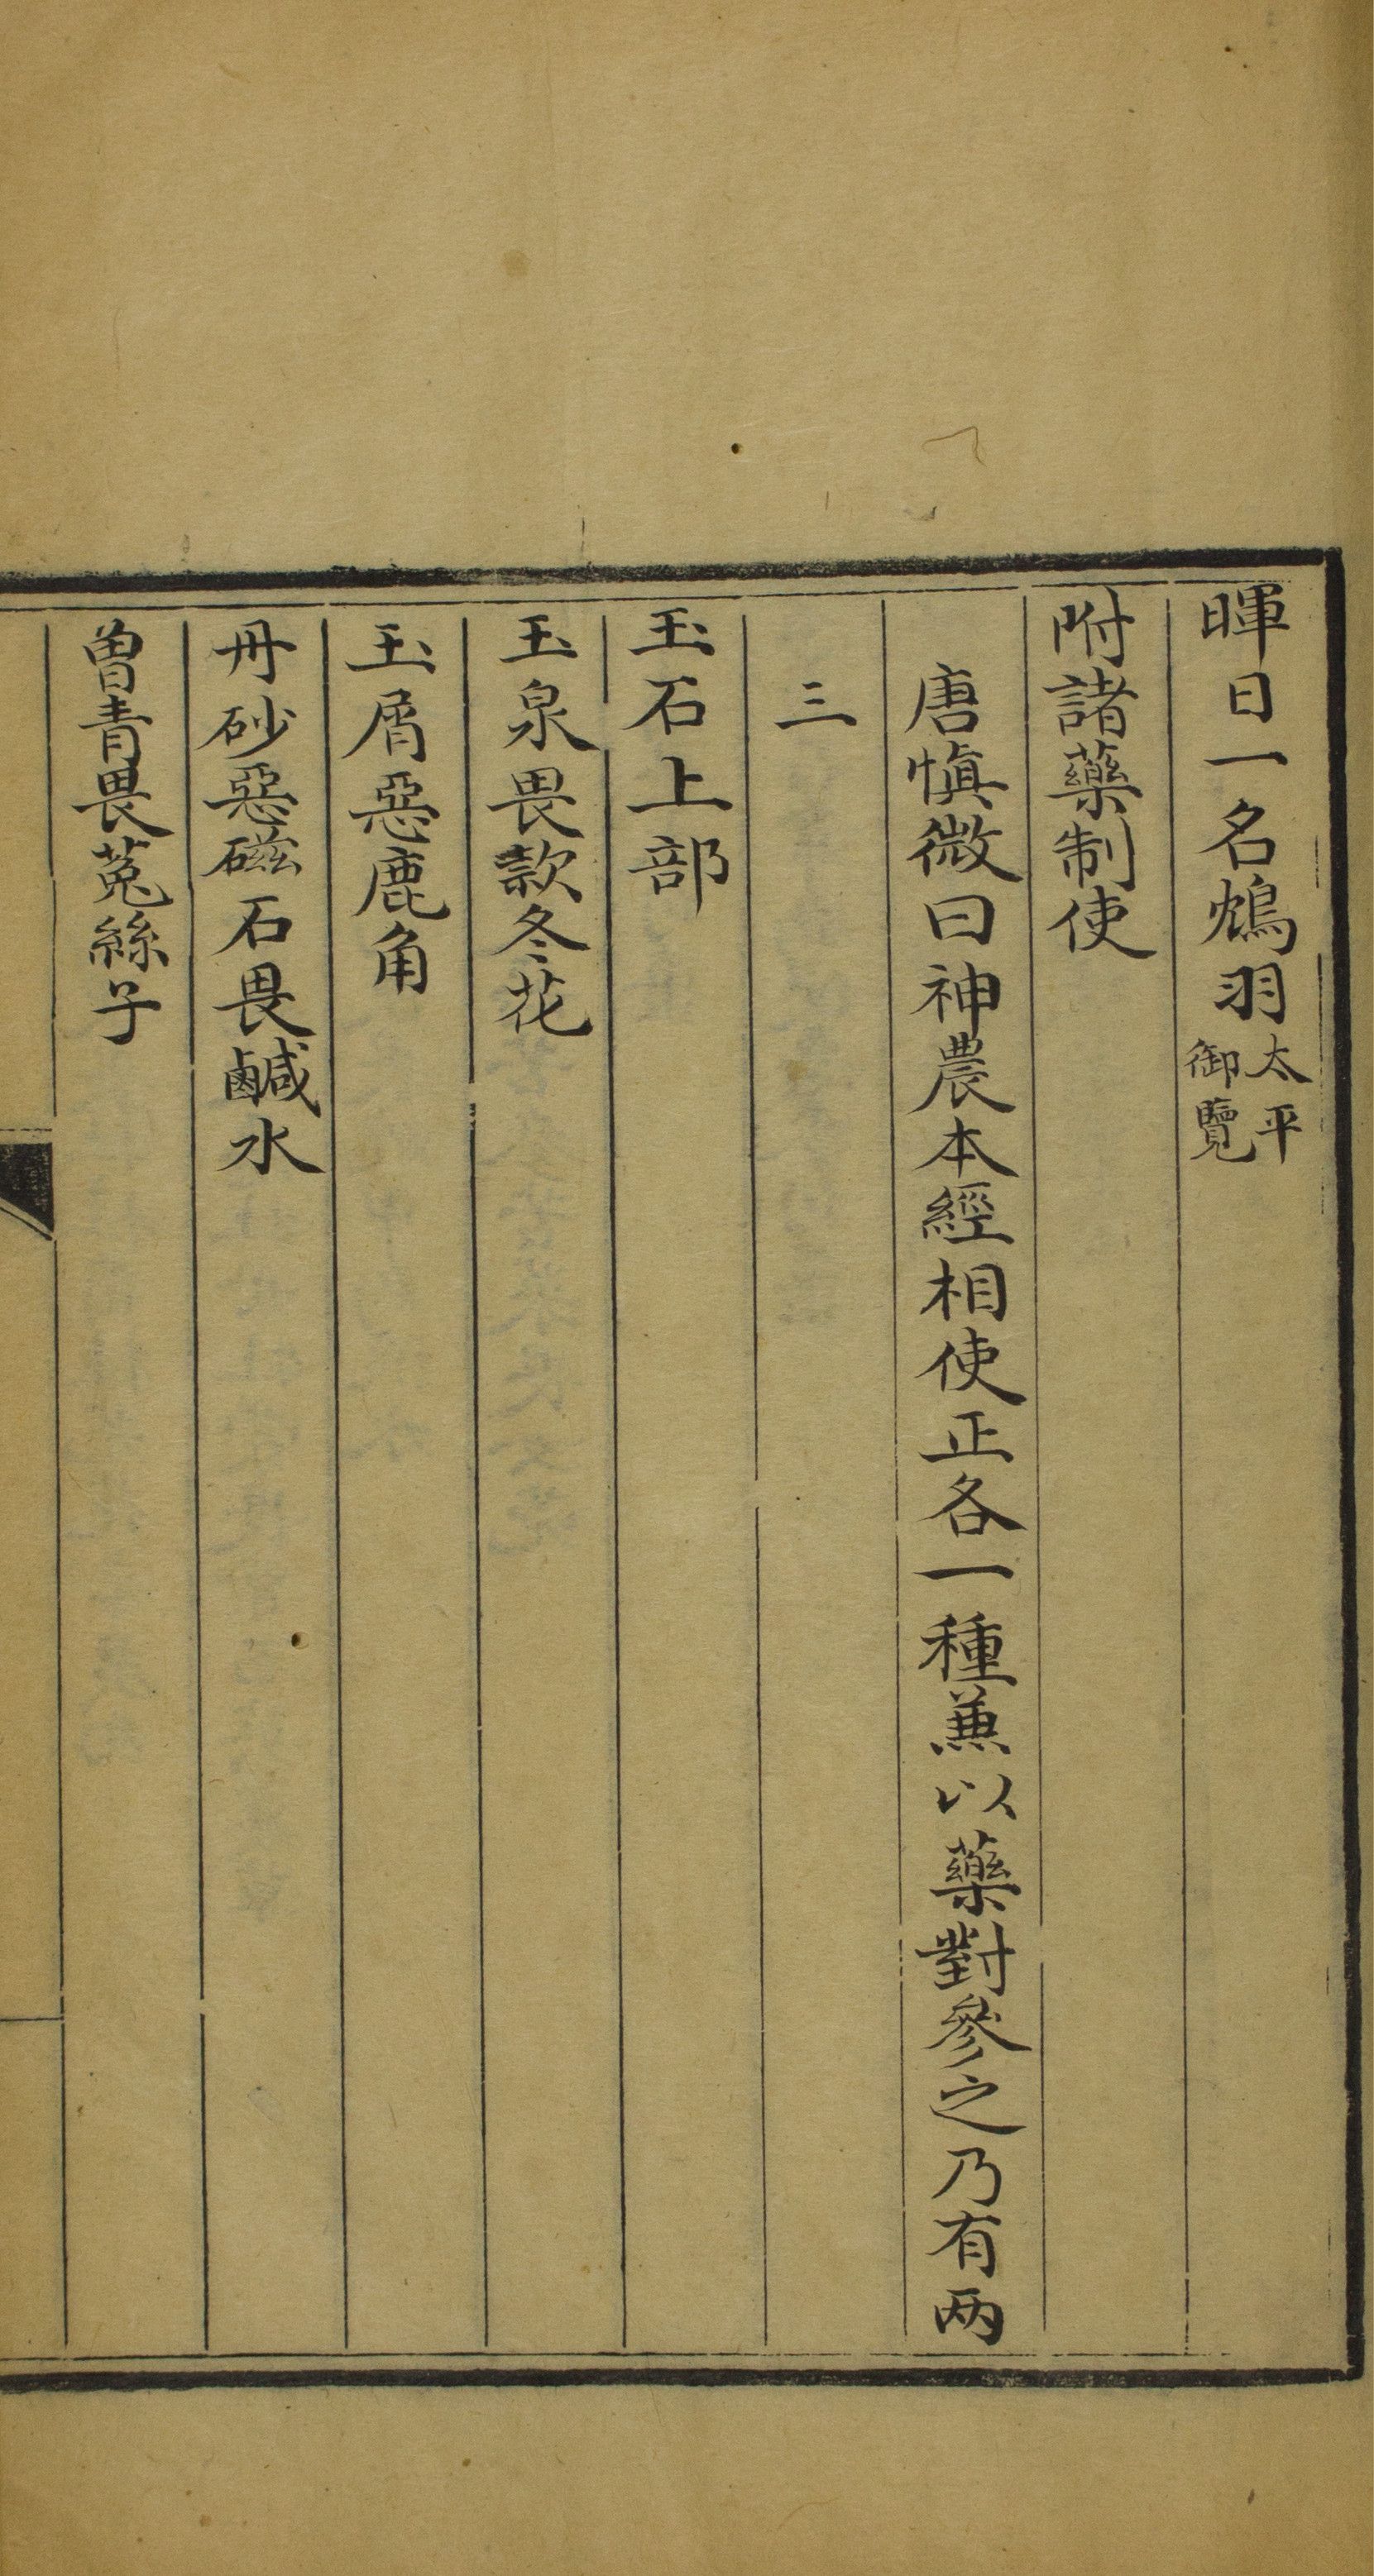 暉日一名鴆羽太平御覽
附諸藥制使
唐愼微曰神農本經相使正各一種兼以藥對參之乃有两
三
玉石上部
玉泉畏款冬花
玉屑惡鹿角
丹砂惡磁石畏鹹水
曽青畏菟絲子